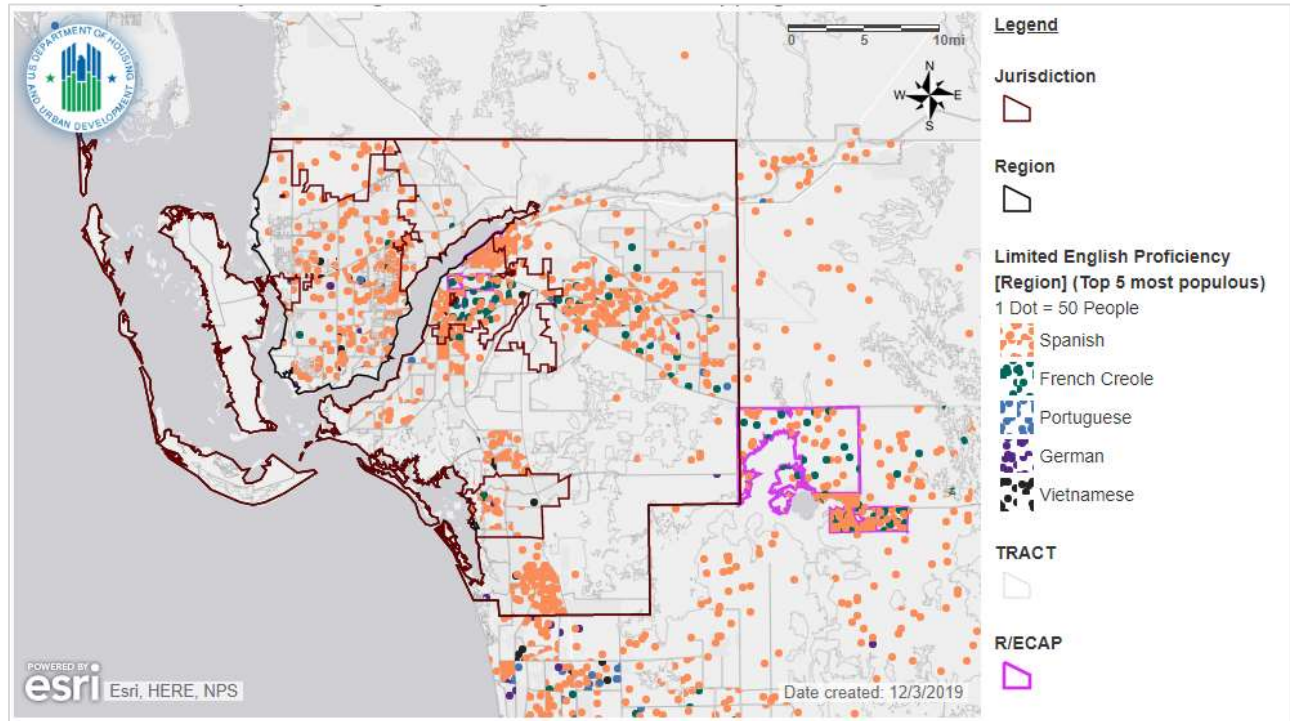 US DEPARTMENT OF HOUSING
AND URBAN DEVELOPMENT
0 5 10mi
N
W E
S
POWERED BY
esri
Esri, HERE, NPS
Date created: 12/3/2019
Legend
Jurisdiction
Region
Limited English Proficiency
[Region] (Top 5 most populous)
1 Dot = 50 People
Spanish
French Creole
Portuguese
German
Vietnamese
TRACT
R/ECAP